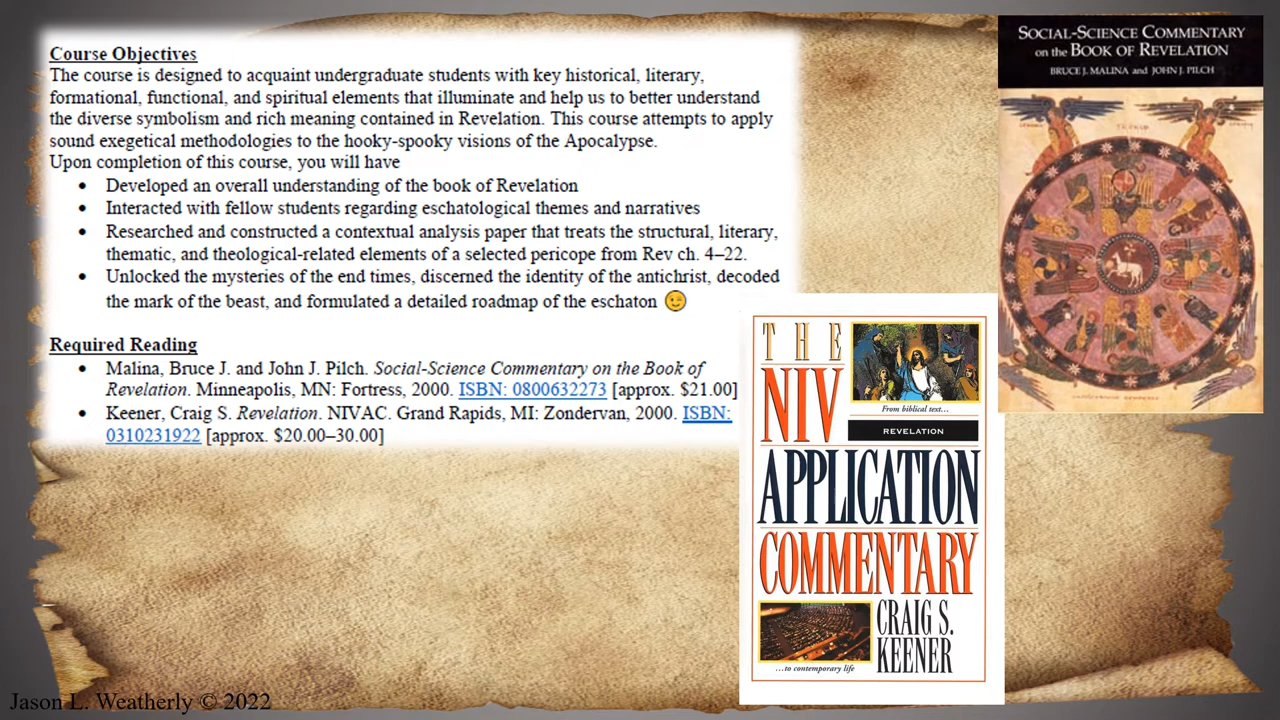 Course Objectives
The course is designed to acquaint undergraduate students with key historical, literary,
formational, functional, and spiritual elements that illuminate and help us to better understand
the diverse symbolism and rich meaning contained in Revelation. This course attempts to apply
sound exegetical methodologies to the hooky-spooky visions of the Apocalypse.
Upon completion of this course, you will have
• Developed an overall understanding of the book of Revelation
• Interacted with fellow students regarding eschatological themes and narratives
• Researched and constructed a contextual analysis paper that treats the structural, literary,
thematic, and theological-related elements of a selected pericope from Rev ch. 4–22.
• Unlocked the mysteries of the end times, discerned the identity of the antichrist, decoded
the mark of the beast, and formulated a detailed roadmap of the eschaton 😉
Required Reading
• Malina, Bruce J. and John J. Pilch. Social-Science Commentary on the Book of
Revelation. Minneapolis, MN: Fortress, 2000. ISBN: 0800632273 [approx. $21.00]
• Keener, Craig S. Revelation. NIVAC. Grand Rapids, MI: Zondervan, 2000. ISBN:
0310231922 [approx. $20.00–30.00]
SOCIAL-SCIENCE COMMENTARY
on the BOOK OF REVELATION
BRUCE J. MALINA and JOHN J. PILCH
THE
NIV
From biblical text...
REVELATION
APPLICATION
COMMENTARY
CRAIG S.
KEENER
...to contemporary life
Jason L. Weatherly © 2022